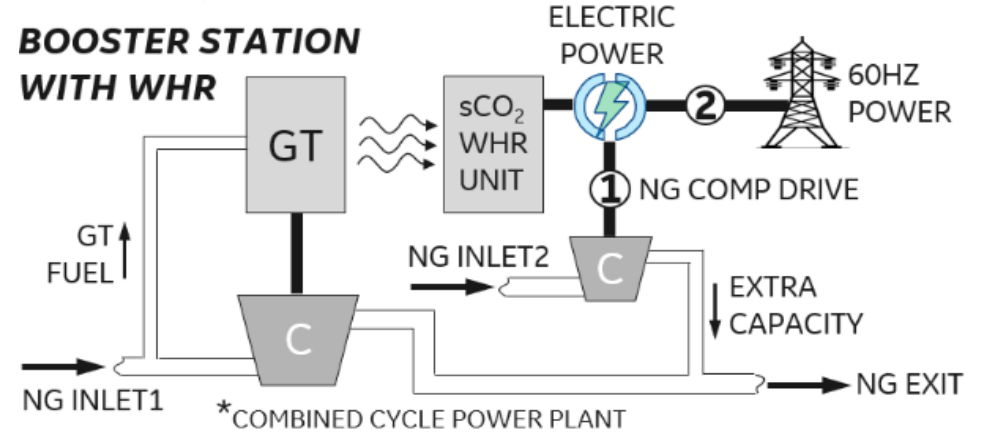 BOOSTER STATION
WITH WHR
ELECTRIC
POWER
GT
sCO₂
WHR
UNIT
2
60HZ
POWER
1
NG COMP DRIVE
GT
FUEL
NG INLET2
C
EXTRA
CAPACITY
C
NG INLET1
NG EXIT
*COMBINED CYCLE POWER PLANT